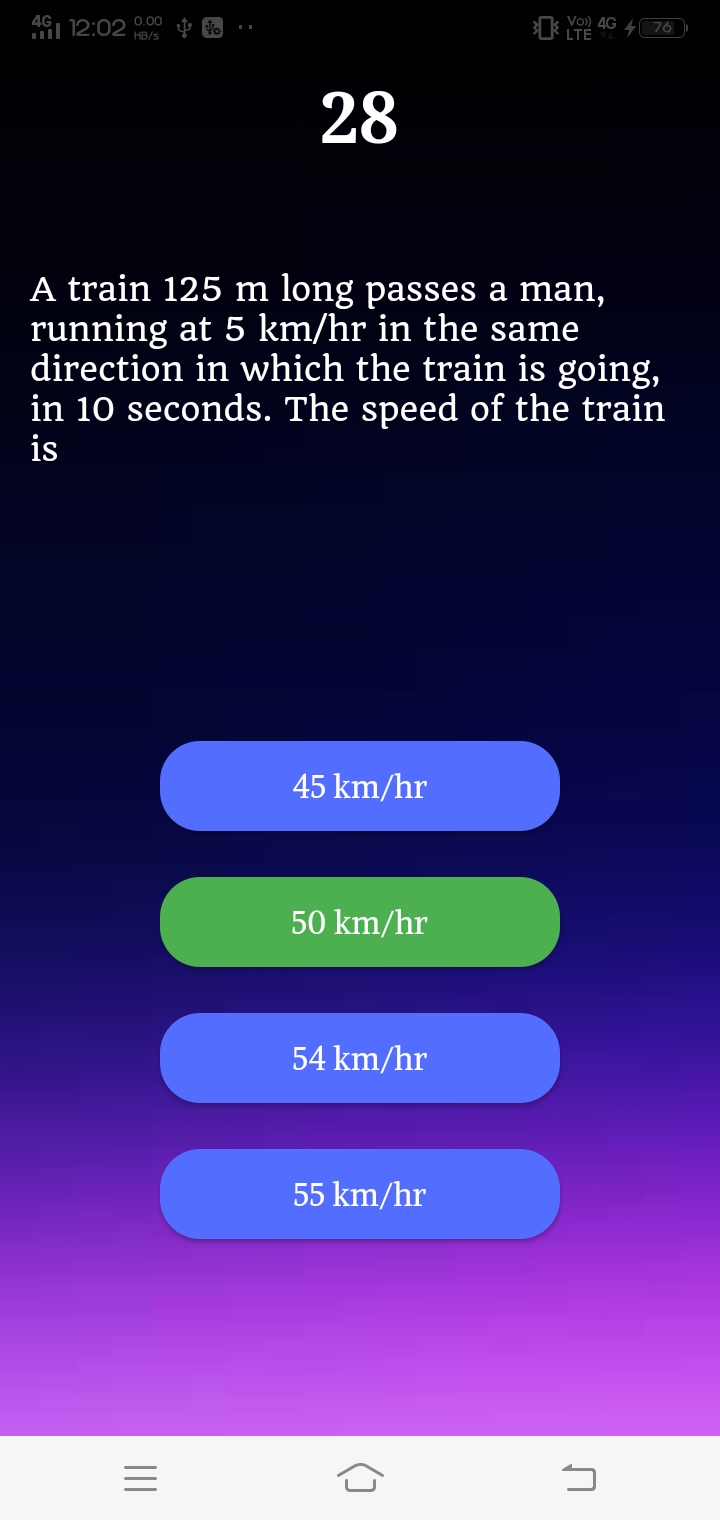 4G 12:02 0.00 KB/s Vo)) LTE 4G 76
28
A train 125 m long passes a man,
running at 5 km/hr in the same
direction in which the train is going,
in 10 seconds. The speed of the train
is
45 km/hr
50 km/hr
54 km/hr
55 km/hr